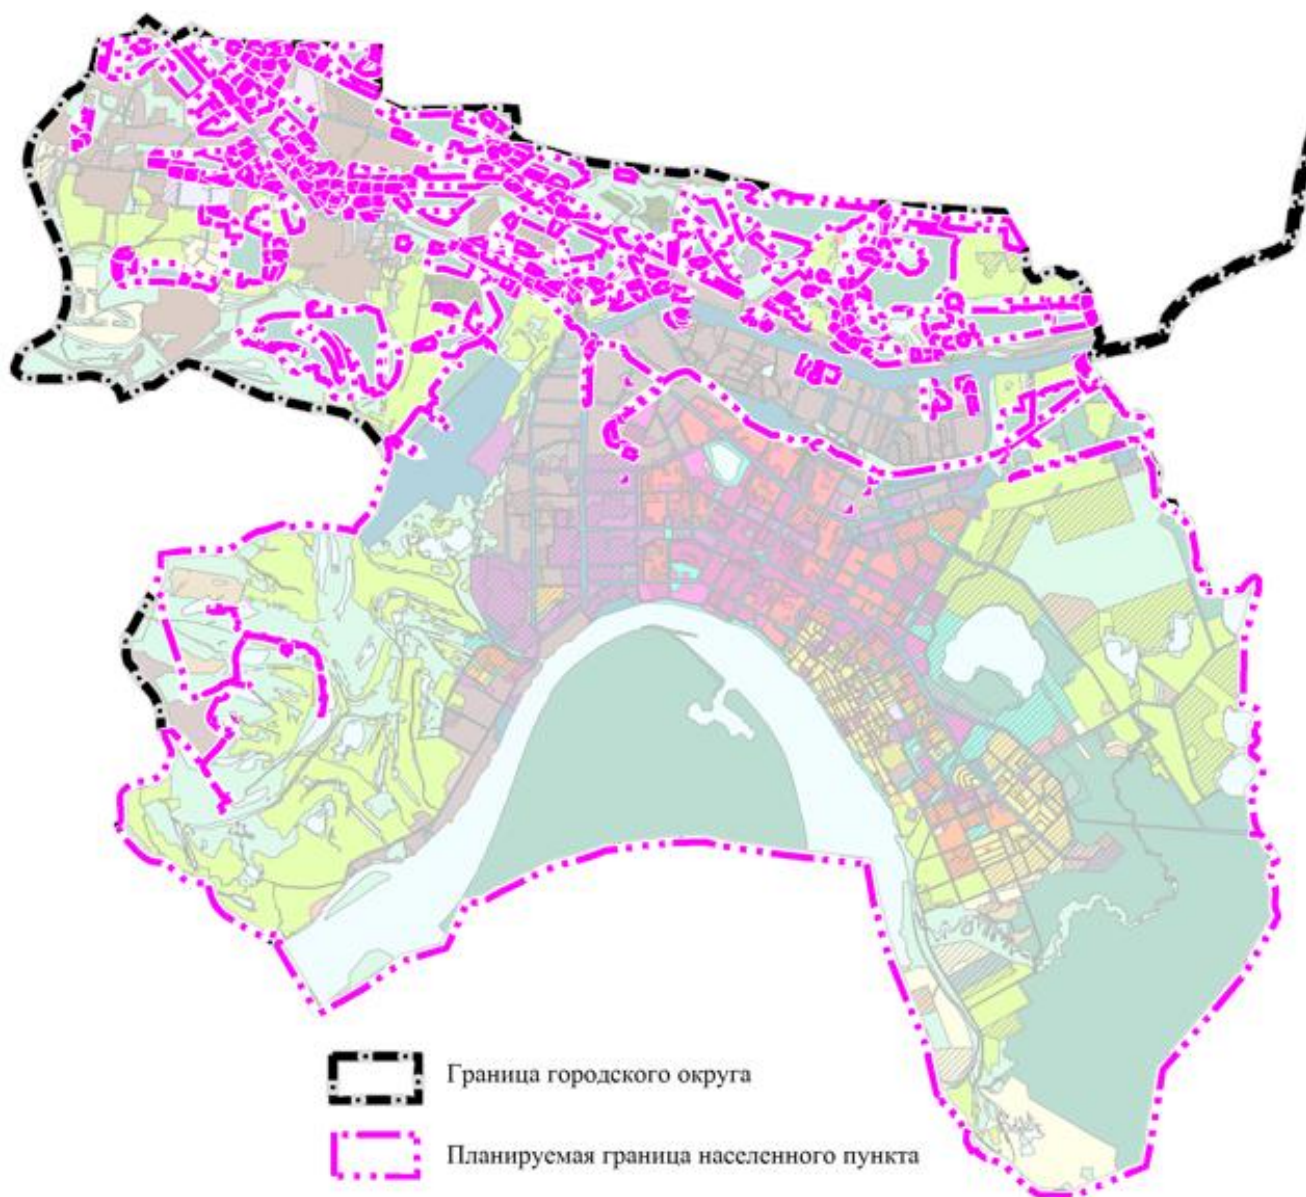 Граница городского округа
Планируемая граница населенного пункта